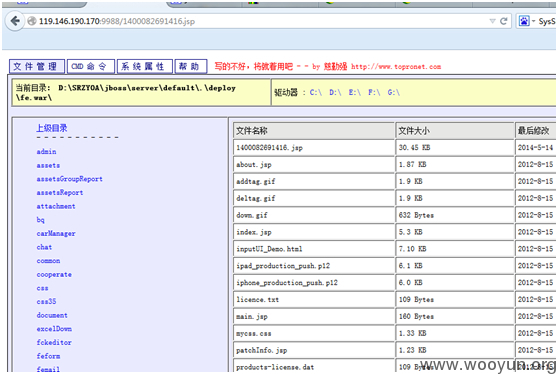 119.146.190.170:9988/1400082691416.jsp
文件管理 CMD命令 系统属性 帮助 写的不好，将就着用吧 - - by 慈勤强 http://www.topronet.com
当前目录: D:\SRZYOA\jboss\server\default\.\deploy
\fe.war\
驱动器 : C:\ D:\ E:\ F:\ G:\
上级目录
- - - - - - - - - - -
admin
assets
assetsGroupReport
assetsReport
attachment
bq
carManager
chat
common
cooperate
css
css35
document
excelDown
fckeditor
feform
femail
文件名称 文件大小 最后修改
1400082691416.jsp 30.45 KB 2014-5-14
about.jsp 1.87 KB 2012-8-15
addtag.gif 1.9 KB 2012-8-15
deltag.gif 1.9 KB 2012-8-15
down.gif 632 Bytes 2012-8-15
index.jsp 5.3 KB 2012-8-15
inputUI_Demo.html 7.10 KB 2012-8-15
ipad_production_push.p12 6.1 KB 2012-8-15
iphone_production_push.p12 6.0 KB 2012-8-15
licence.txt 109 Bytes 2012-8-15
main.jsp 160 Bytes 2012-8-15
mycss.css 1.33 KB 2012-8-15
patchInfo.jsp 1.23 KB 2012-8-15
products-license.dat 109 Bytes 2012-8-15
www.wooyun.org